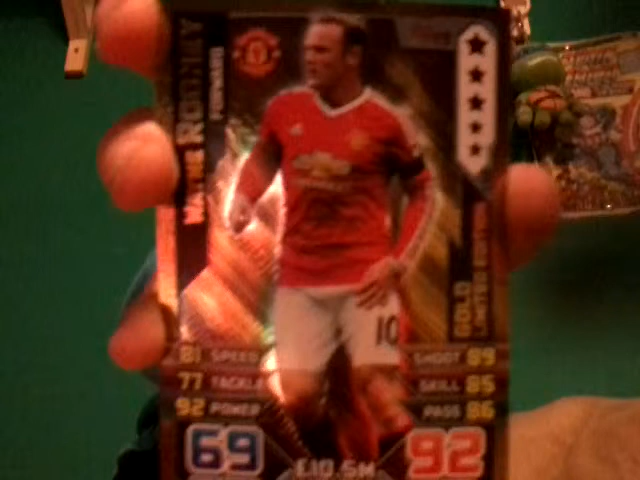 WAYNE ROONEY
FORWARD
GOLD
LIMITED EDITION
10
81 SPEED
77 TACKLE
92 POWER
SHOOT 89
SKILL 85
PASS 86
69
£10.5M
92